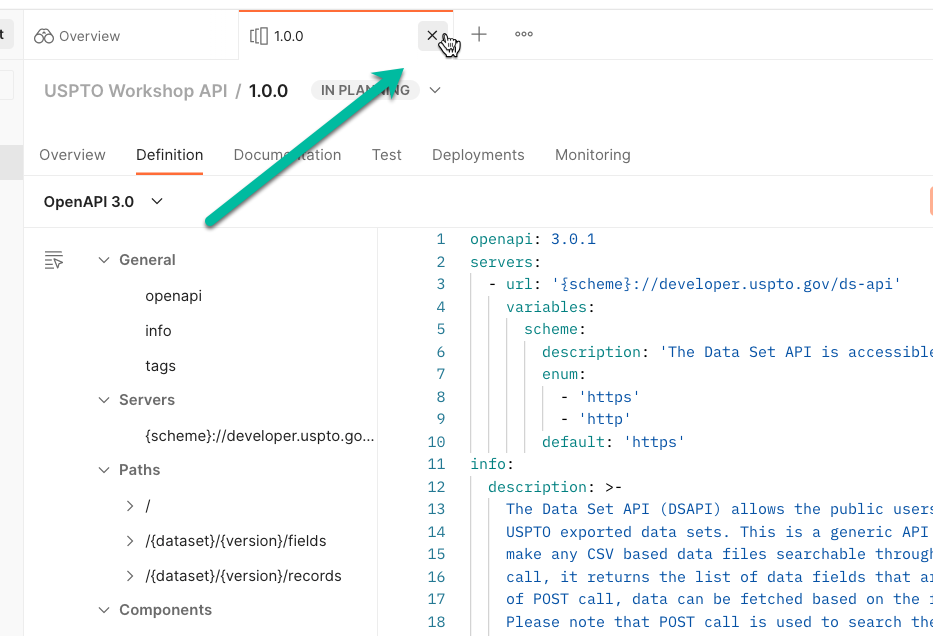 t
Overview
1.0.0
USPTO Workshop API / 1.0.0
IN PLANNING
Overview Definition Documentation Test Deployments Monitoring
OpenAPI 3.0
General
openapi
info
tags
Servers
{scheme}://developer.uspto.go...
Paths
/
/{dataset}/{version}/fields
/{dataset}/{version}/records
Components
1 openapi: 3.0.1
2 servers:
3 - url: '{scheme}://developer.uspto.gov/ds-api'
4 variables:
5 scheme:
6 description: 'The Data Set API is accessible
7 enum:
8 - 'https'
9 - 'http'
10 default: 'https'
11 info:
12 description: >-
13 The Data Set API (DSAPI) allows the public users
14 USPTO exported data sets. This is a generic API
15 make any CSV based data files searchable through
16 call, it returns the list of data fields that
17 of POST call, data can be fetched based on the
18 Please note that POST call is used to search the